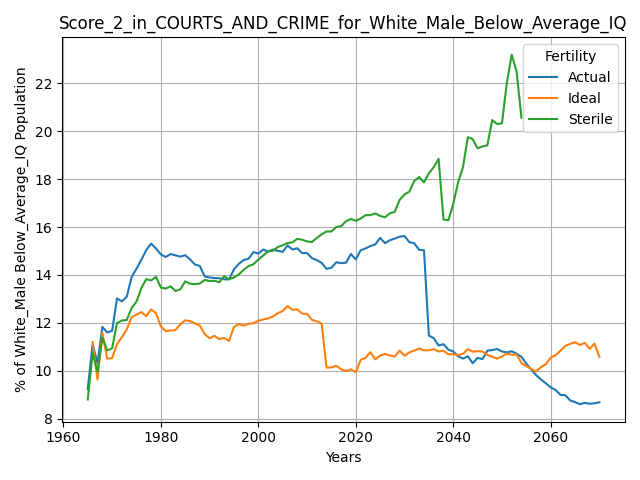 Score_2_in_COURTS_AND_CRIME_for_White_Male_Below_Average_IQ
% of White_Male Below_Average_IQ Population
22
20
18
16
14
12
10
8
1960
1980
2000
2020
2040
2060
Years
Fertility
Actual
Ideal
Sterile